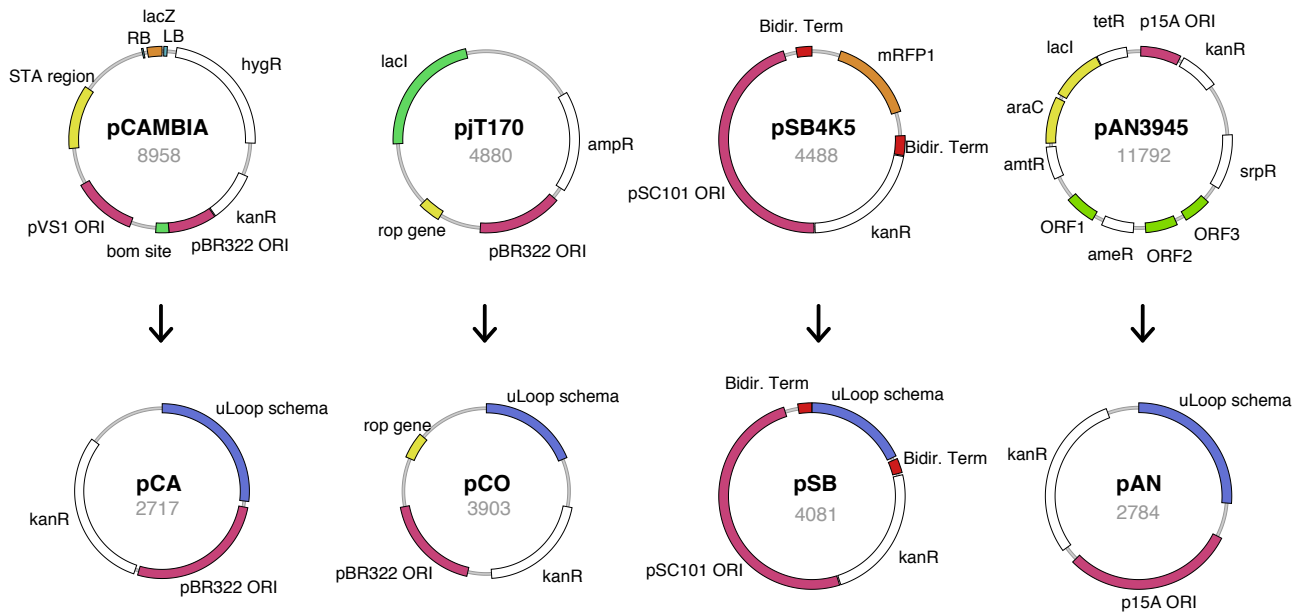 lacZ
RB LB
hygR
STA region
pCAMBIA
8958
kanR
pVS1 ORI
bom site
pBR322 ORI
lacI
pjT170
4880
ampR
rop gene
pBR322 ORI
Bidir. Term
mRFP1
pSB4K5
4488
Bidir. Term
pSC101 ORI
kanR
tetR
p15A ORI
lacI
kanR
araC
pAN3945
11792
amtR
srpR
ORF1
ORF3
ameR
ORF2
uLoop schema
pCA
2717
kanR
pBR322 ORI
uLoop schema
rop gene
pCO
3903
pBR322 ORI
kanR
Bidir. Term
uLoop schema
Bidir. Term
pSB
4081
pSC101 ORI
kanR
uLoop schema
kanR
pAN
2784
p15A ORI